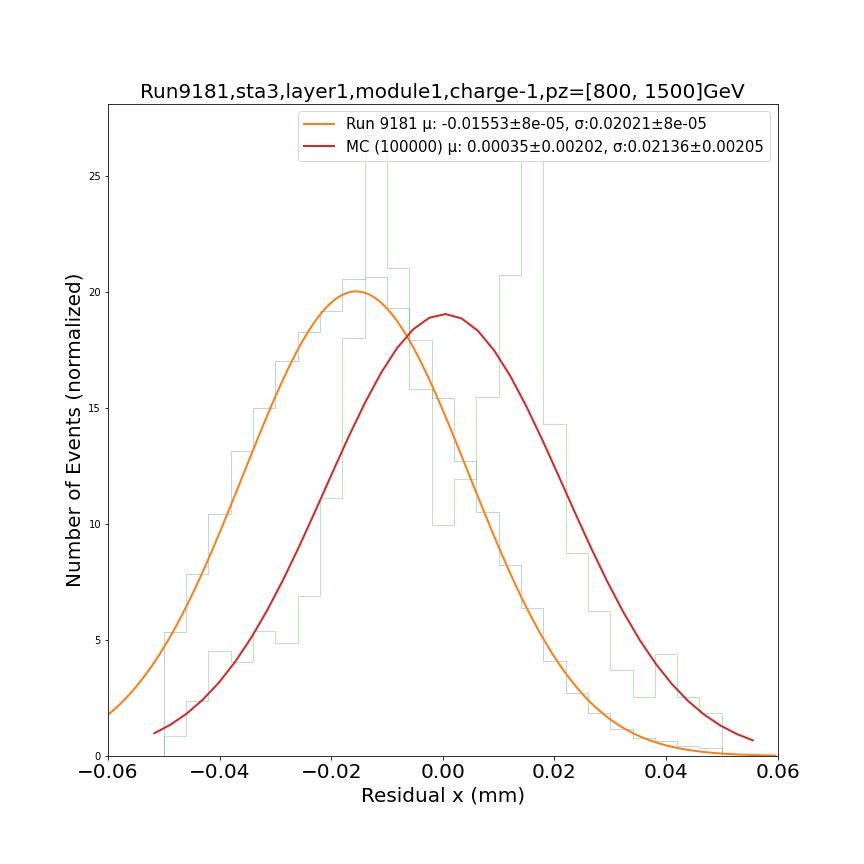 Run9181,sta3,layer1,module1,charge-1,pz=[800, 1500]GeV
Run 9181 μ: -0.01553±8e-05, σ:0.02021±8e-05
MC (100000) μ: 0.00035±0.00202, σ:0.02136±0.00205
Number of Events (normalized)
25
20
15
10
5
0
−0.06 −0.04 −0.02 0.00 0.02 0.04 0.06
Residual x (mm)